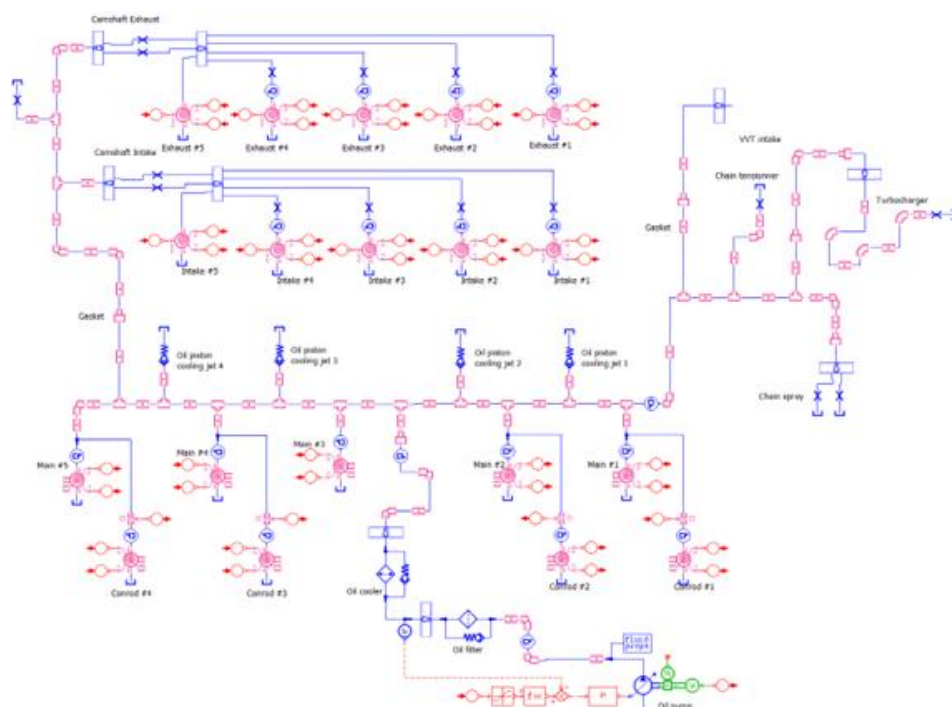 Camshaft Exhaust
Exhaust #5
Exhaust #4
Exhaust #3
Exhaust #2
Exhaust #1
VVT intake
Camshaft Intake
Chain tensionner
Turbocharger
Gasket
Intake #5
Intake #4
Intake #3
Intake #2
Intake #1
Gasket
Oil piston
cooling jet 4
Oil piston
cooling jet 3
Oil piston
cooling jet 2
Oil piston
cooling jet 1
Chain spray
Main #5
Main #4
Main #3
Main #2
Main #1
Conrod #4
Conrod #3
Conrod #2
Conrod #1
Oil cooler
Oil filter
fluid
props
f(x)
PI
Oil pump